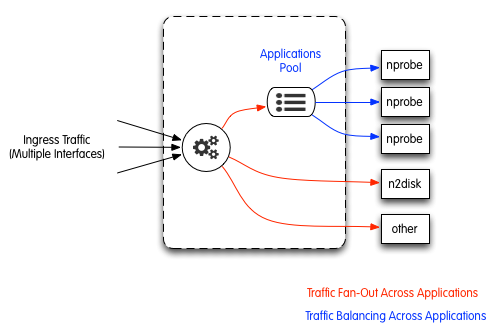 Applications
Pool
nprobe
nprobe
nprobe
Ingress Traffic
(Multiple Interfaces)
n2disk
other
Traffic Fan-Out Across Applications
Traffic Balancing Across Applications